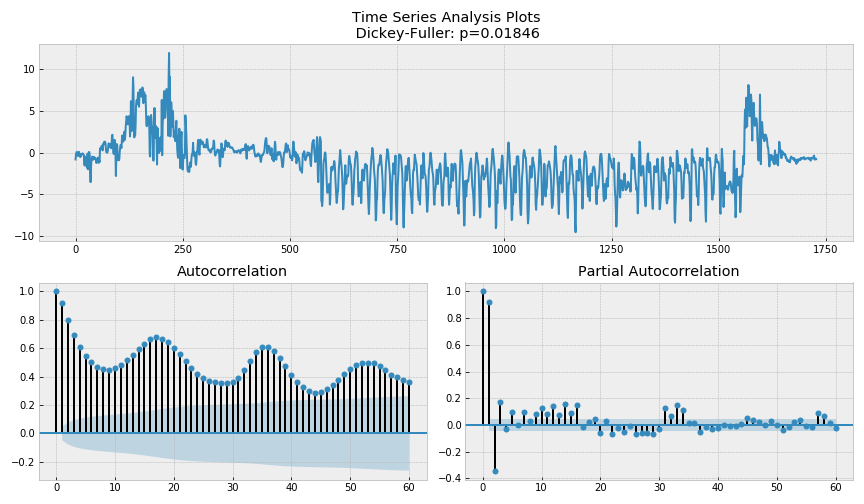 Time Series Analysis Plots
Dickey-Fuller: p=0.01846
10
5
0
−5
−10
0 250 500 750 1000 1250 1500 1750
Autocorrelation
1.0
0.8
0.6
0.4
0.2
0.0
−0.2
0 10 20 30 40 50 60
Partial Autocorrelation
1.0
0.8
0.6
0.4
0.2
0.0
−0.2
−0.4
0 10 20 30 40 50 60